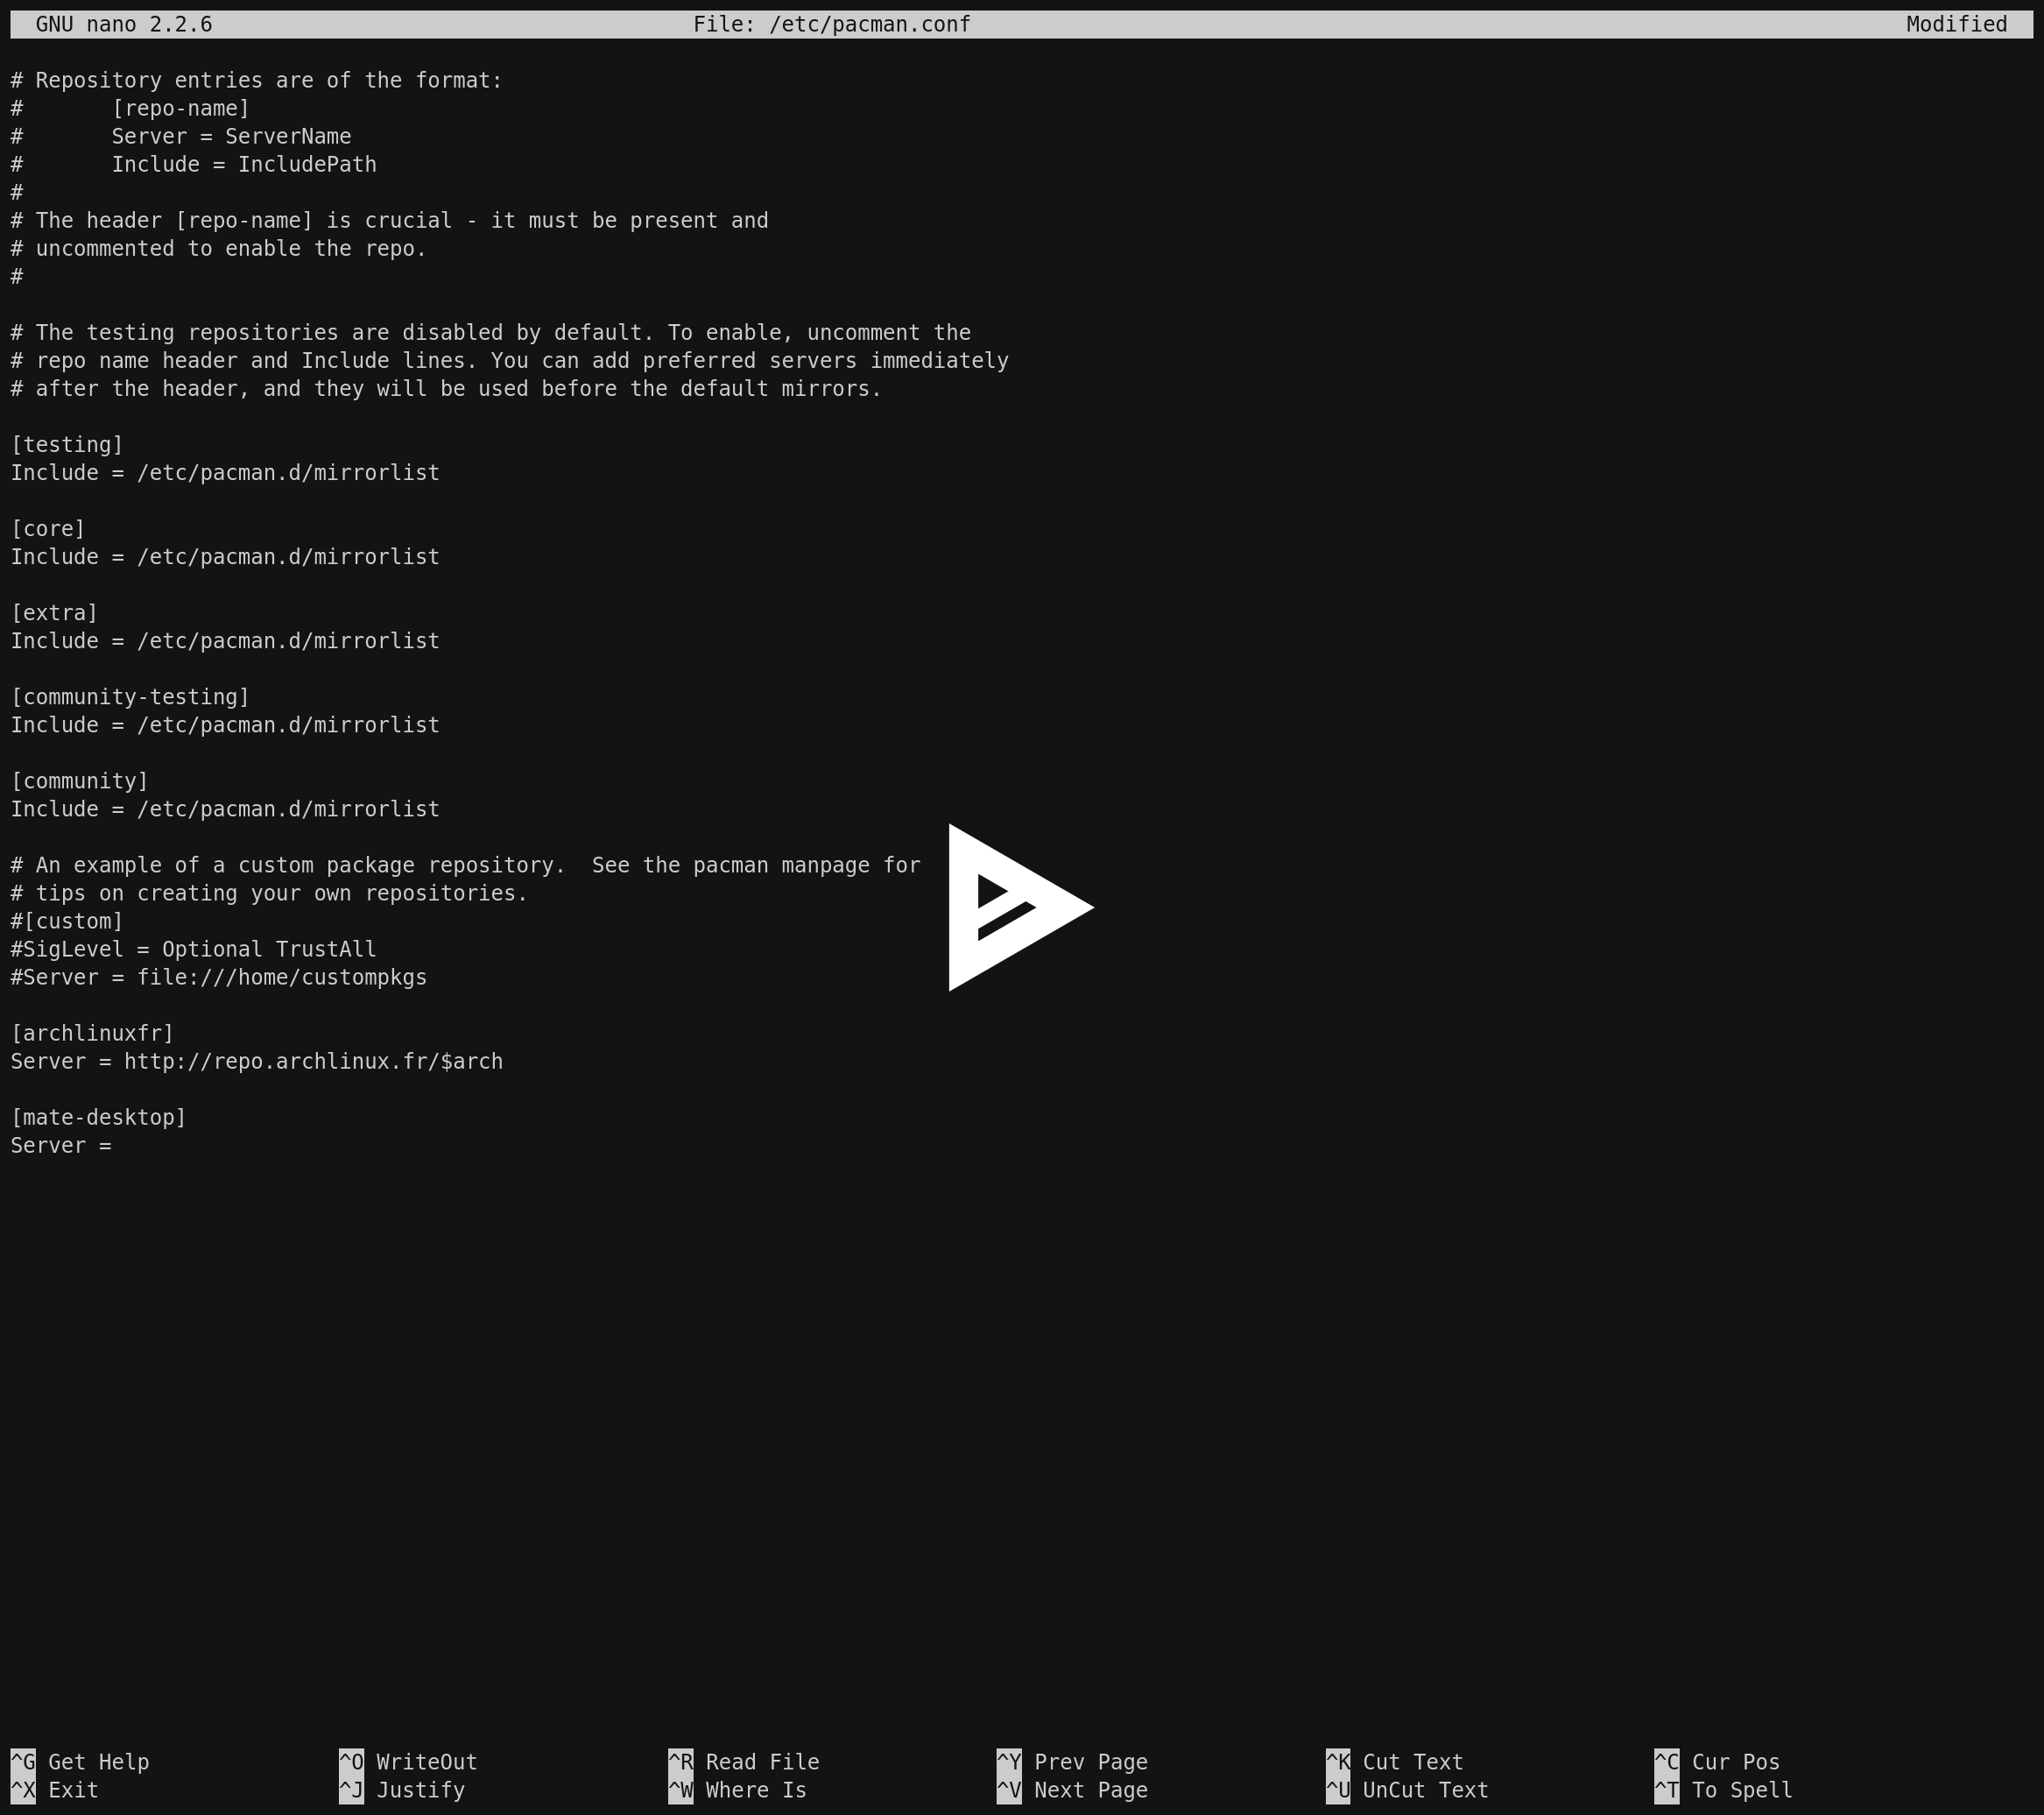 GNU nano 2.2.6 File: /etc/pacman.conf Modified
# Repository entries are of the format:
#       [repo-name]
#       Server = ServerName
#       Include = IncludePath
#
# The header [repo-name] is crucial - it must be present and
# uncommented to enable the repo.
#
# The testing repositories are disabled by default. To enable, uncomment the
# repo name header and Include lines. You can add preferred servers immediately
# after the header, and they will be used before the default mirrors.
[testing]
Include = /etc/pacman.d/mirrorlist
[core]
Include = /etc/pacman.d/mirrorlist
[extra]
Include = /etc/pacman.d/mirrorlist
[community-testing]
Include = /etc/pacman.d/mirrorlist
[community]
Include = /etc/pacman.d/mirrorlist
# An example of a custom package repository.  See the pacman manpage for
# tips on creating your own repositories.
#[custom]
#SigLevel = Optional TrustAll
#Server = file:///home/custompkgs
[archlinuxfr]
Server = http://repo.archlinux.fr/$arch
[mate-desktop]
Server =
^G Get Help ^O WriteOut ^R Read File ^Y Prev Page ^K Cut Text ^C Cur Pos
^X Exit ^J Justify ^W Where Is ^V Next Page ^U UnCut Text ^T To Spell